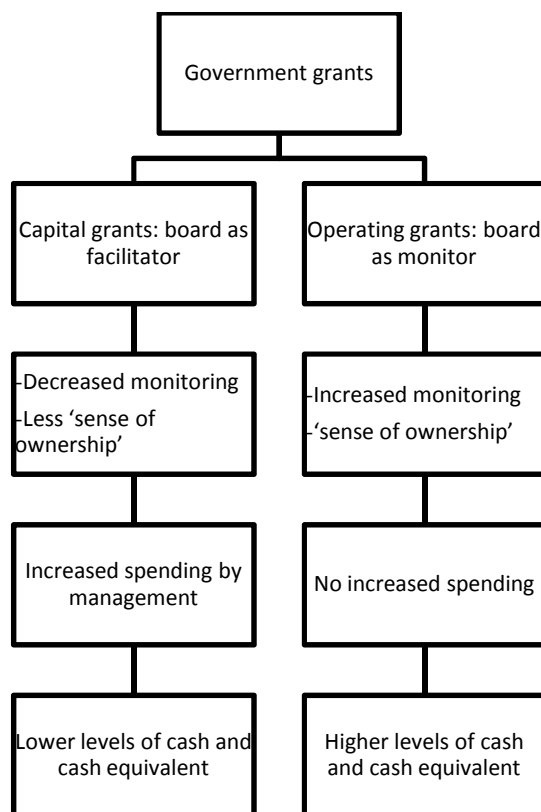 Government grants
Capital grants: board as
facilitator
Operating grants: board
as monitor
-Decreased monitoring
-Less ‘sense of
ownership’
-Increased monitoring
-‘sense of ownership’
Increased spending by
management
No increased spending
Lower levels of cash and
cash equivalent
Higher levels of cash
and cash equivalent